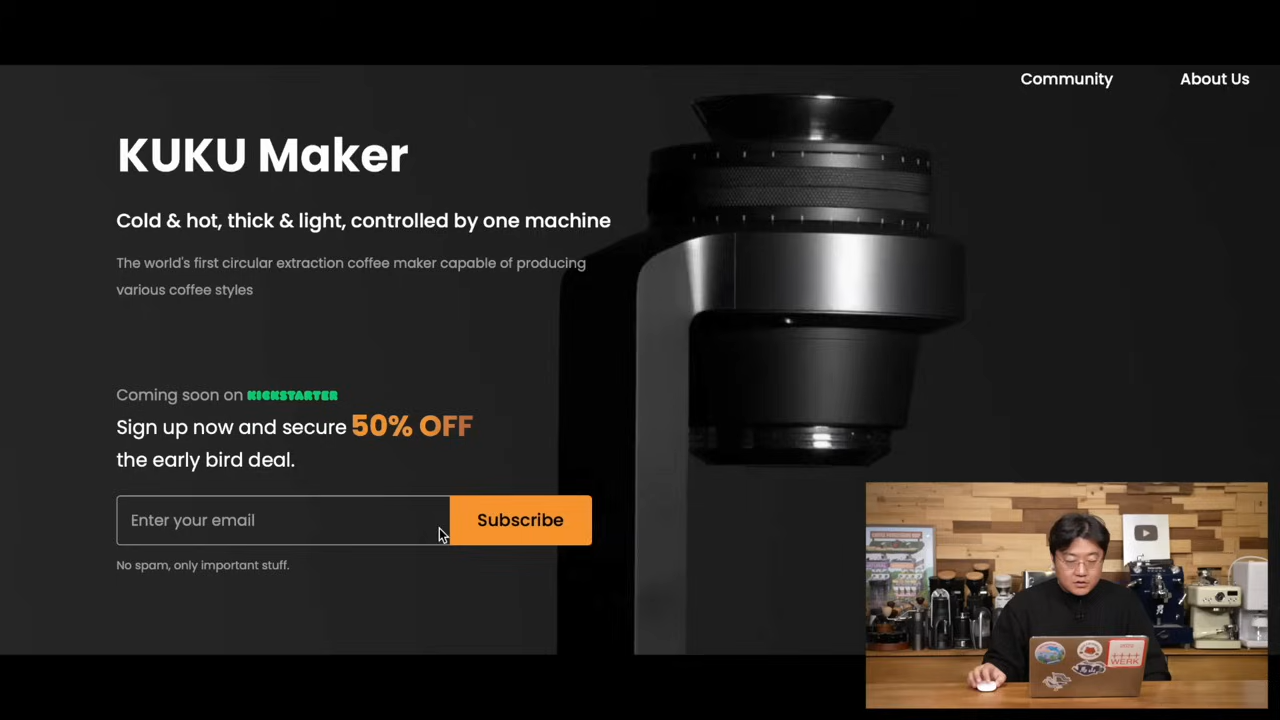 Community
About Us
KUKU Maker
Cold & hot, thick & light, controlled by one machine
The world's first circular extraction coffee maker capable of producing
various coffee styles
Coming soon on KICKSTARTER
Sign up now and secure 50% OFF
the early bird deal.
Enter your email
Subscribe
No spam, only important stuff.
WERK